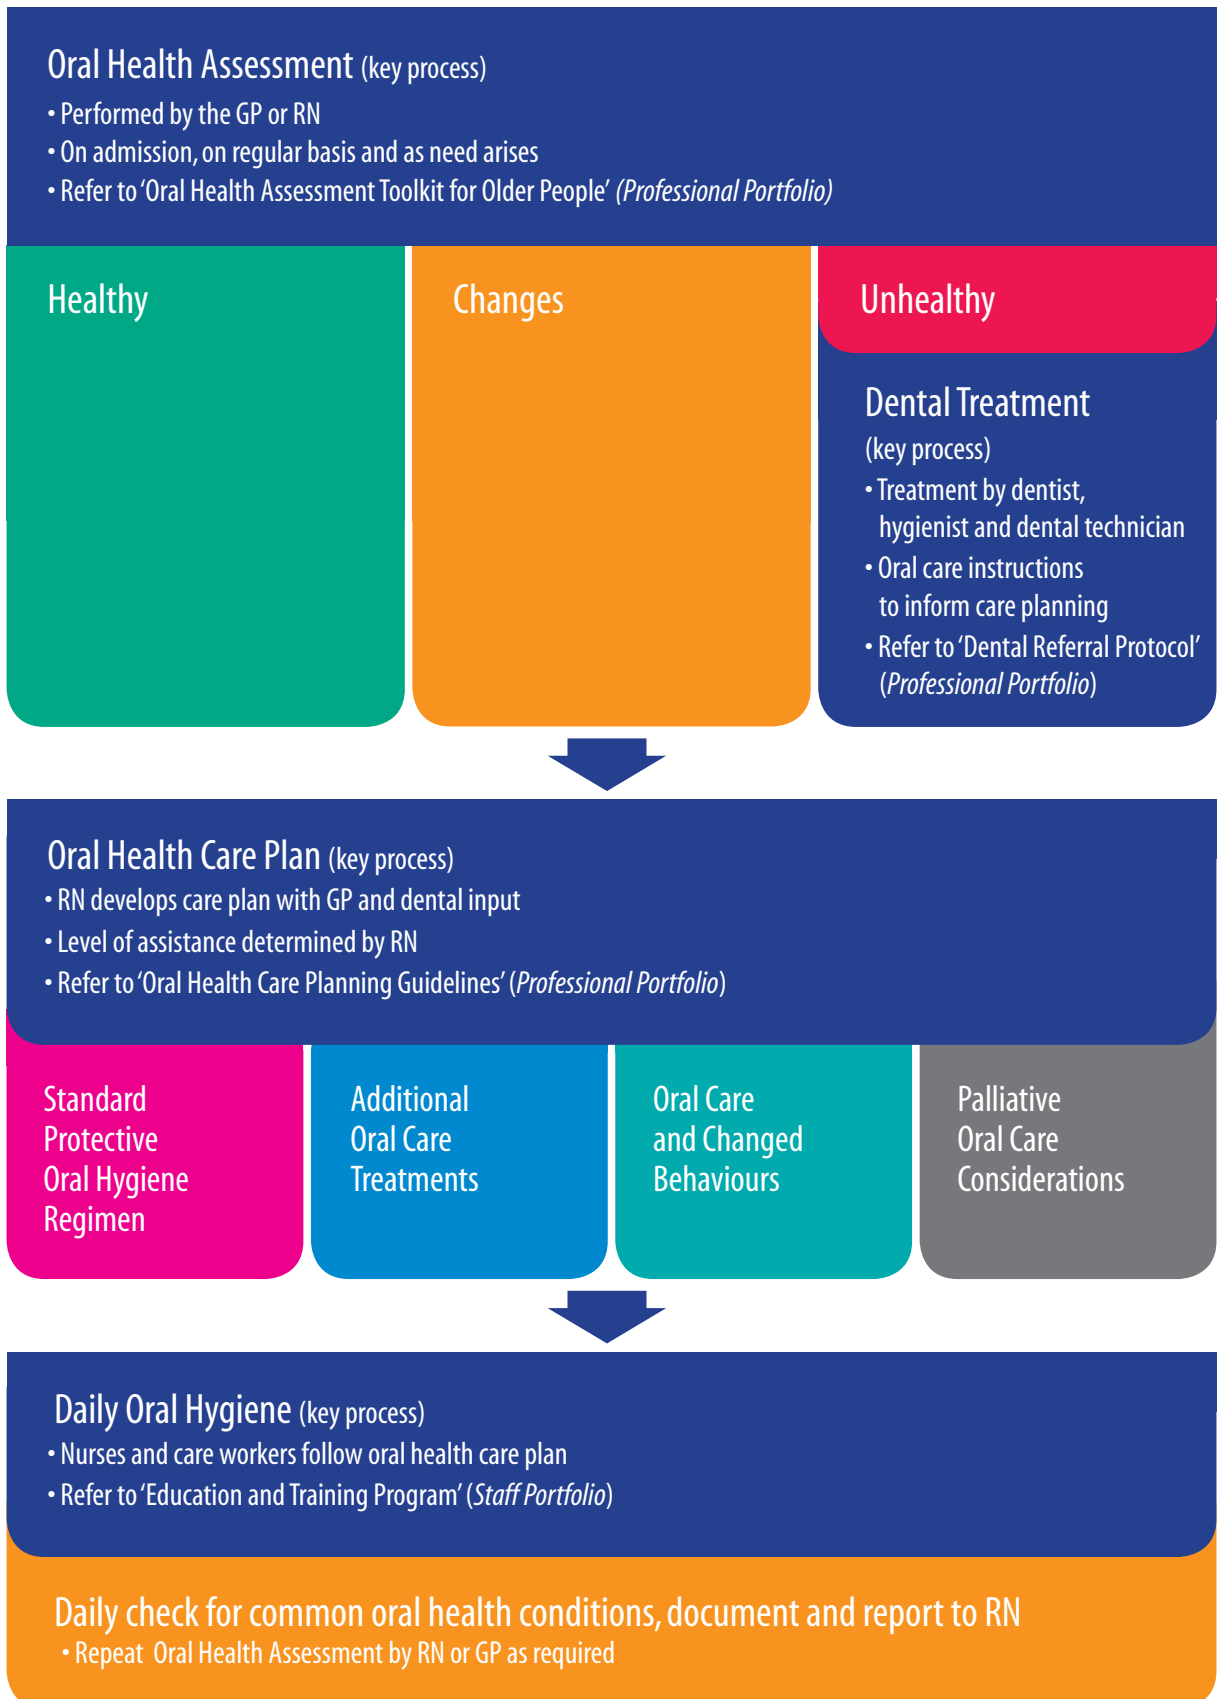 Oral Health Assessment (key process)
• Performed by the GP or RN
• On admission, on regular basis and as need arises
• Refer to ‘Oral Health Assessment Toolkit for Older People’ (Professional Portfolio)
Healthy
Changes
Unhealthy
Dental Treatment
(key process)
• Treatment by dentist,
hygienist and dental technician
• Oral care instructions
to inform care planning
• Refer to ‘Dental Referral Protocol’
(Professional Portfolio)
Oral Health Care Plan (key process)
• RN develops care plan with GP and dental input
• Level of assistance determined by RN
• Refer to ‘Oral Health Care Planning Guidelines’ (Professional Portfolio)
Standard
Protective
Oral Hygiene
Regimen
Additional
Oral Care
Treatments
Oral Care
and Changed
Behaviours
Palliative
Oral Care
Considerations
Daily Oral Hygiene (key process)
• Nurses and care workers follow oral health care plan
• Refer to ‘Education and Training Program’ (Staff Portfolio)
Daily check for common oral health conditions, document and report to RN
• Repeat Oral Health Assessment by RN or GP as required